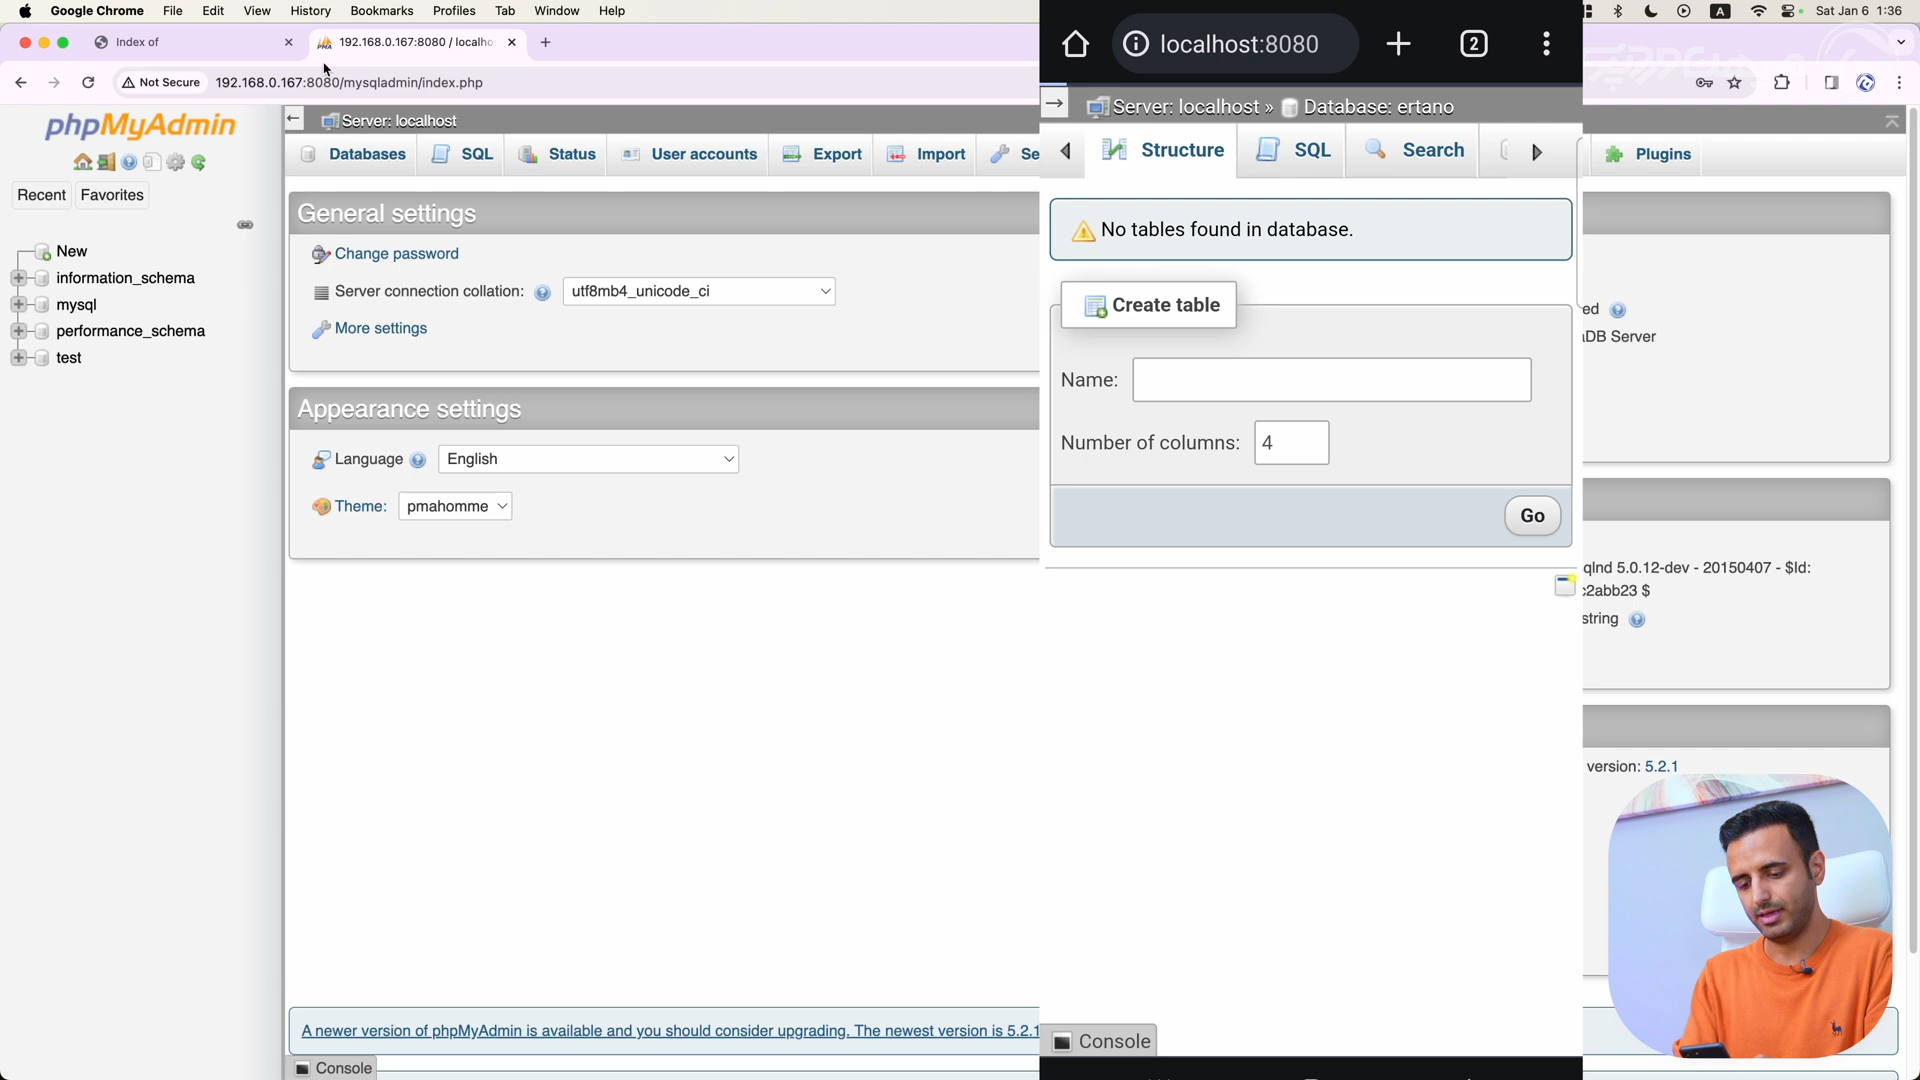 Google Chrome File Edit View History Bookmarks Profiles Tab Window Help
A Sat Jan 6 1:36
Index of
192.168.0.167:8080 / localho
Not Secure 192.168.0.167:8080/mysqladmin/index.php
phpMyAdmin
Recent Favorites
New
information_schema
mysql
performance_schema
test
Server: localhost
Databases SQL Status User accounts Export Import Se
Plugins
General settings
Change password
Server connection collation: utf8mb4_unicode_ci
More settings
Appearance settings
Language English
Theme: pmahomme
A newer version of phpMyAdmin is available and you should consider upgrading. The newest version is 5.2.1
Console
localhost:8080
2
Server: localhost » Database: ertano
Structure SQL Search
No tables found in database.
Create table
Name:
Number of columns: 4
Go
Console
ed
DB Server
qlnd 5.0.12-dev - 20150407 - $Id:
c2abb23 $
string
version: 5.2.1